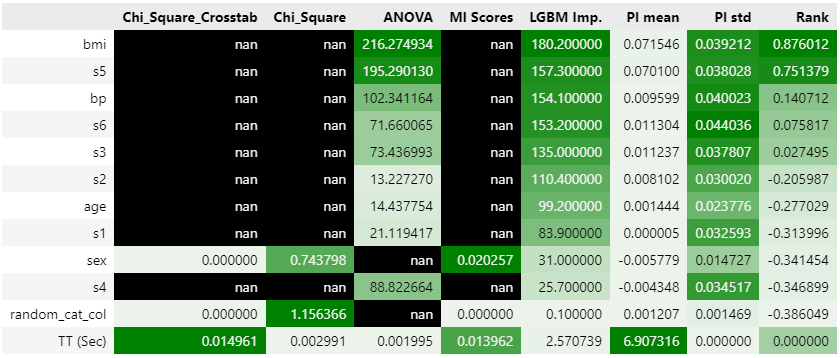 Chi_Square_Crosstab Chi_Square ANOVA MI Scores LGBM Imp. PI mean PI std Rank
bmi nan nan 216.274934 nan 180.200000 0.071546 0.039212 0.876012
s5 nan nan 195.290130 nan 157.300000 0.070100 0.038028 0.751379
bp nan nan 102.341164 nan 154.100000 0.009599 0.040023 0.140712
s6 nan nan 71.660065 nan 153.200000 0.011304 0.044036 0.075817
s3 nan nan 73.436993 nan 135.000000 0.011237 0.037807 0.027495
s2 nan nan 13.227270 nan 110.400000 0.008102 0.030020 -0.205987
age nan nan 14.437754 nan 99.200000 0.001444 0.023776 -0.277029
s1 nan nan 21.119417 nan 83.900000 0.000005 0.032593 -0.313996
sex 0.000000 0.743798 nan 0.020257 31.000000 -0.005779 0.014727 -0.341454
s4 nan nan 88.822664 nan 25.700000 -0.004348 0.034517 -0.346899
random_cat_col 0.000000 1.156366 nan 0.000000 0.100000 0.001207 0.001469 -0.386049
TT (Sec) 0.014961 0.002991 0.001995 0.013962 2.570739 6.907316 0.000000 0.000000